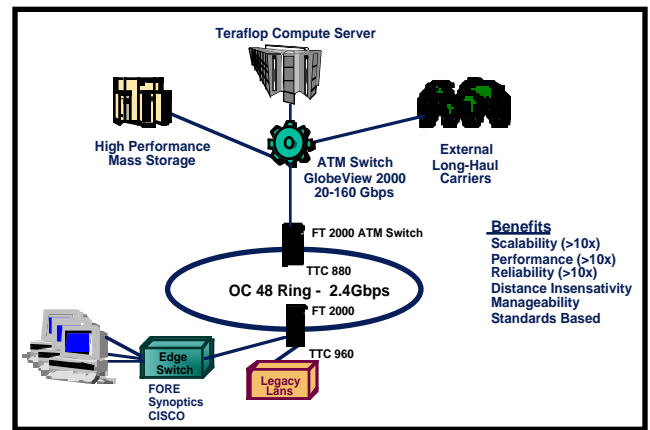 Teraflop Compute Server
High Performance
Mass Storage
ATM Switch
GlobeView 2000
20-160 Gbps
External
Long-Haul
Carriers
FT 2000 ATM Switch
TTC 880
OC 48 Ring - 2.4Gbps
FT 2000
TTC 960
Edge
Switch
FORE
Synoptics
CISCO
Legacy
Lans
Benefits
Scalability (>10x)
Performance (>10x)
Reliability (>10x)
Distance Insensativity
Manageability
Standards Based